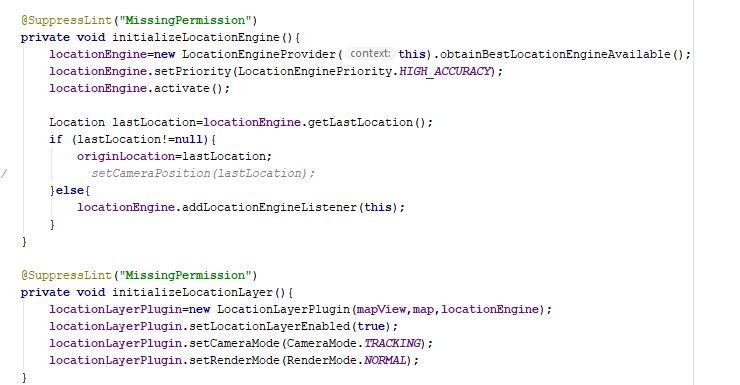 @SuppressLint("MissingPermission")
private void initializeLocationEngine(){
    locationEngine=new LocationEngineProvider( context: this).obtainBestLocationEngineAvailable();
    locationEngine.setPriority(LocationEnginePriority.HIGH_ACCURACY);
    locationEngine.activate();

    Location lastLocation=locationEngine.getLastLocation();
    if (lastLocation!=null){
        originLocation=lastLocation;
/         setCameraPosition(lastLocation);
    }else{
        locationEngine.addLocationEngineListener(this);
    }
}

@SuppressLint("MissingPermission")
private void initializeLocationLayer(){
    locationLayerPlugin=new LocationLayerPlugin(mapView,map,locationEngine);
    locationLayerPlugin.setLocationLayerEnabled(true);
    locationLayerPlugin.setCameraMode(CameraMode.TRACKING);
    locationLayerPlugin.setRenderMode(RenderMode.NORMAL);
}